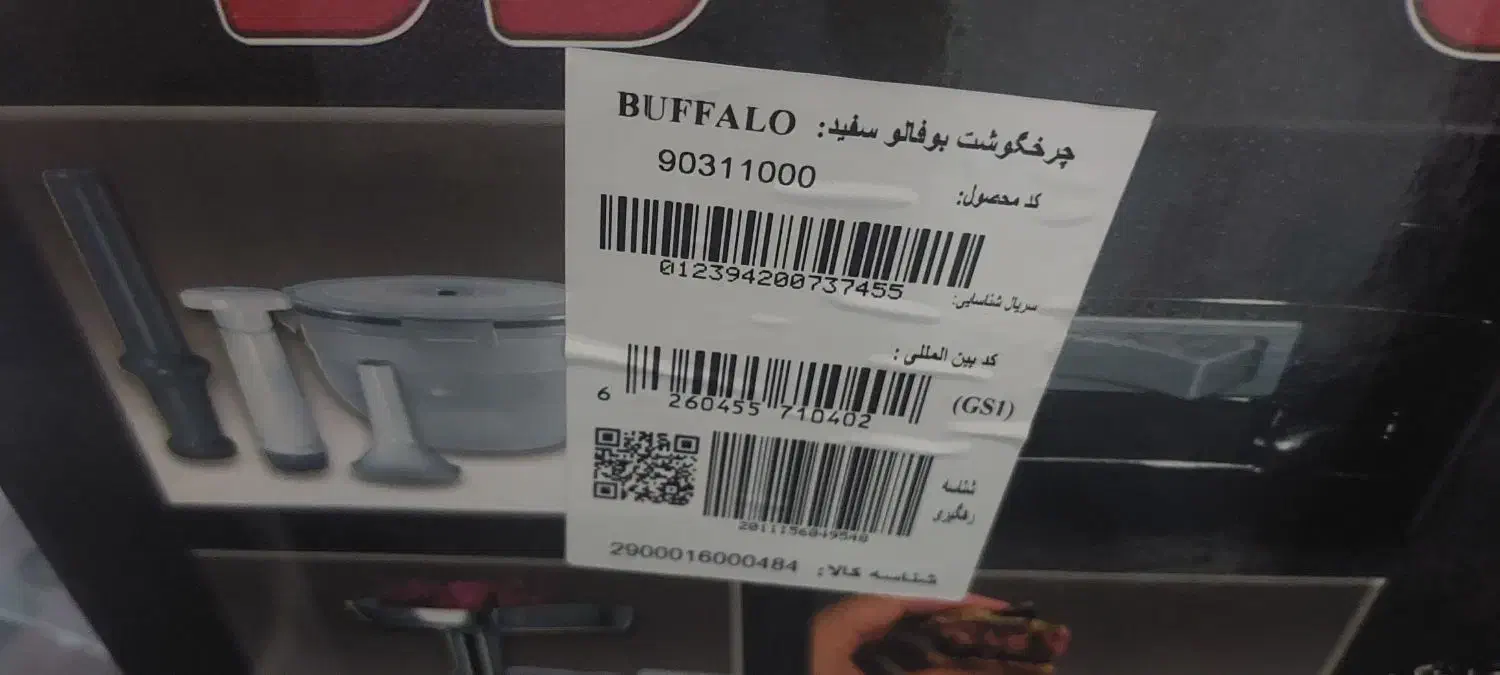 چرخگوشت بوفالو سفید: BUFFALO
کد محصول: 90311000
012394200737455
سریال شناسایی:
کد بین المللی :
(GS1)
6 260455 710402
شناسه
رهگیری
2011156049540
شناسه کالا: 2900016000484